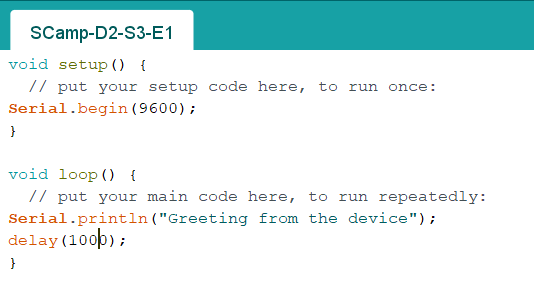 SCamp-D2-S3-E1
void setup() {
  // put your setup code here, to run once:
Serial.begin(9600);
}

void loop() {
  // put your main code here, to run repeatedly:
Serial.println("Greeting from the device");
delay(1000);
}